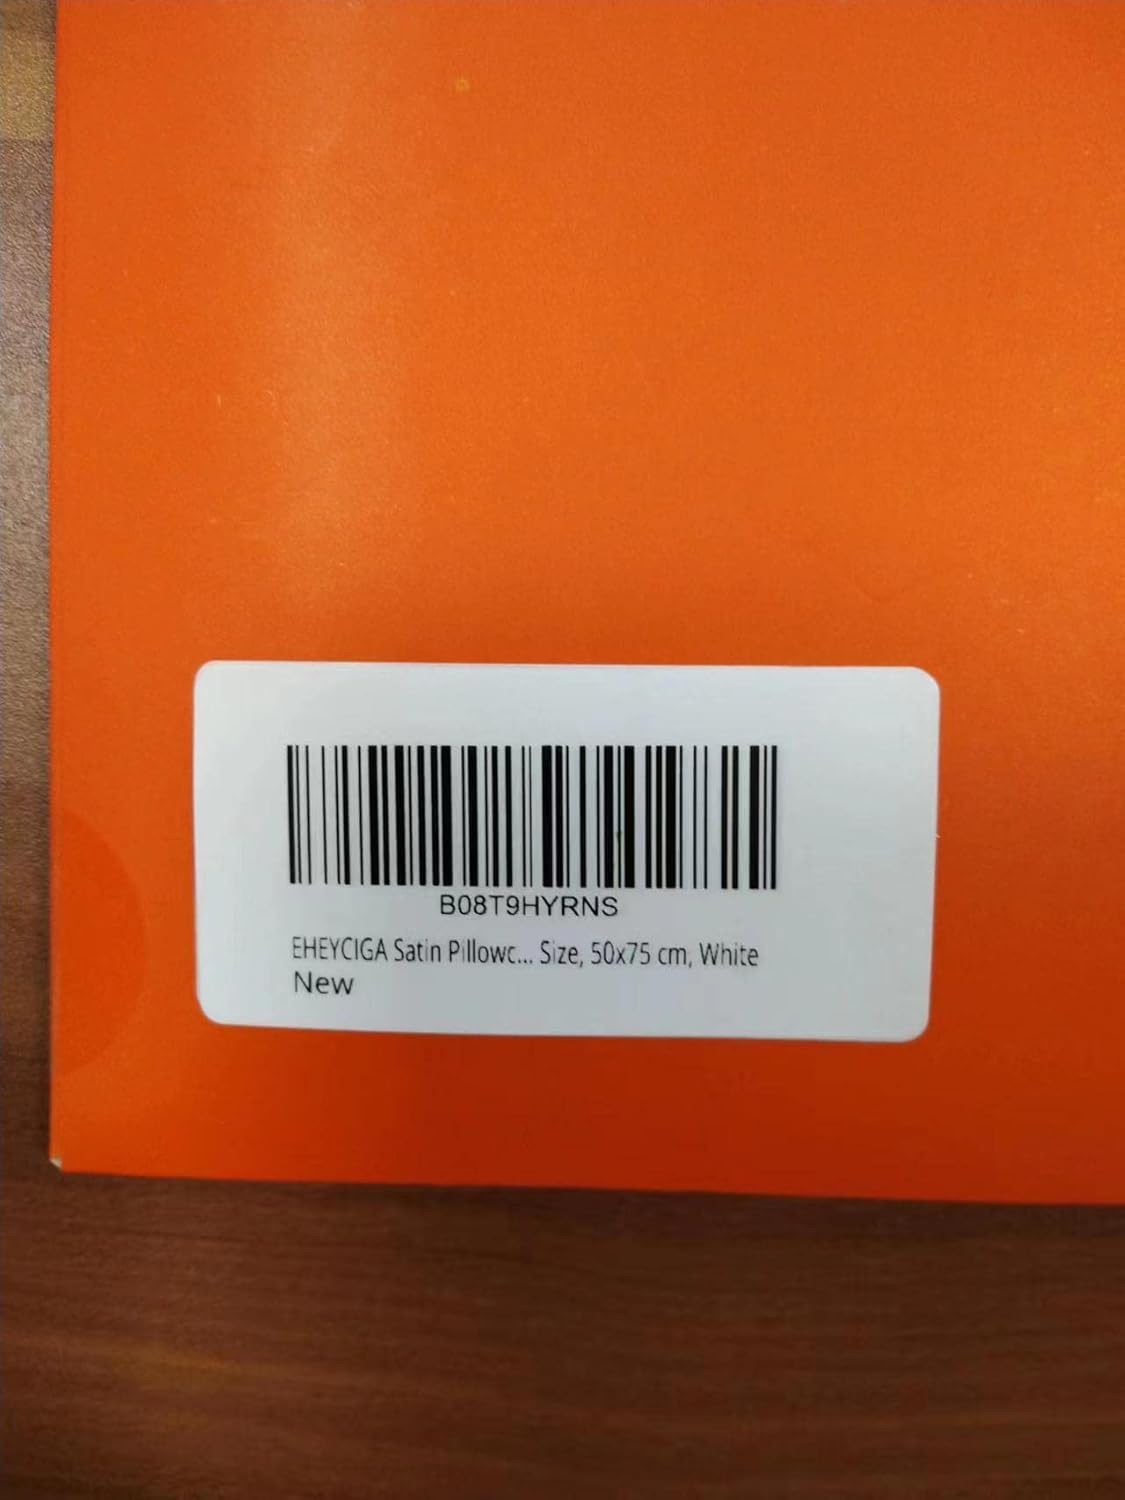 B08T9HYRNS
EHEYCIGA Satin Pillowc... Size, 50x75 cm, White
New